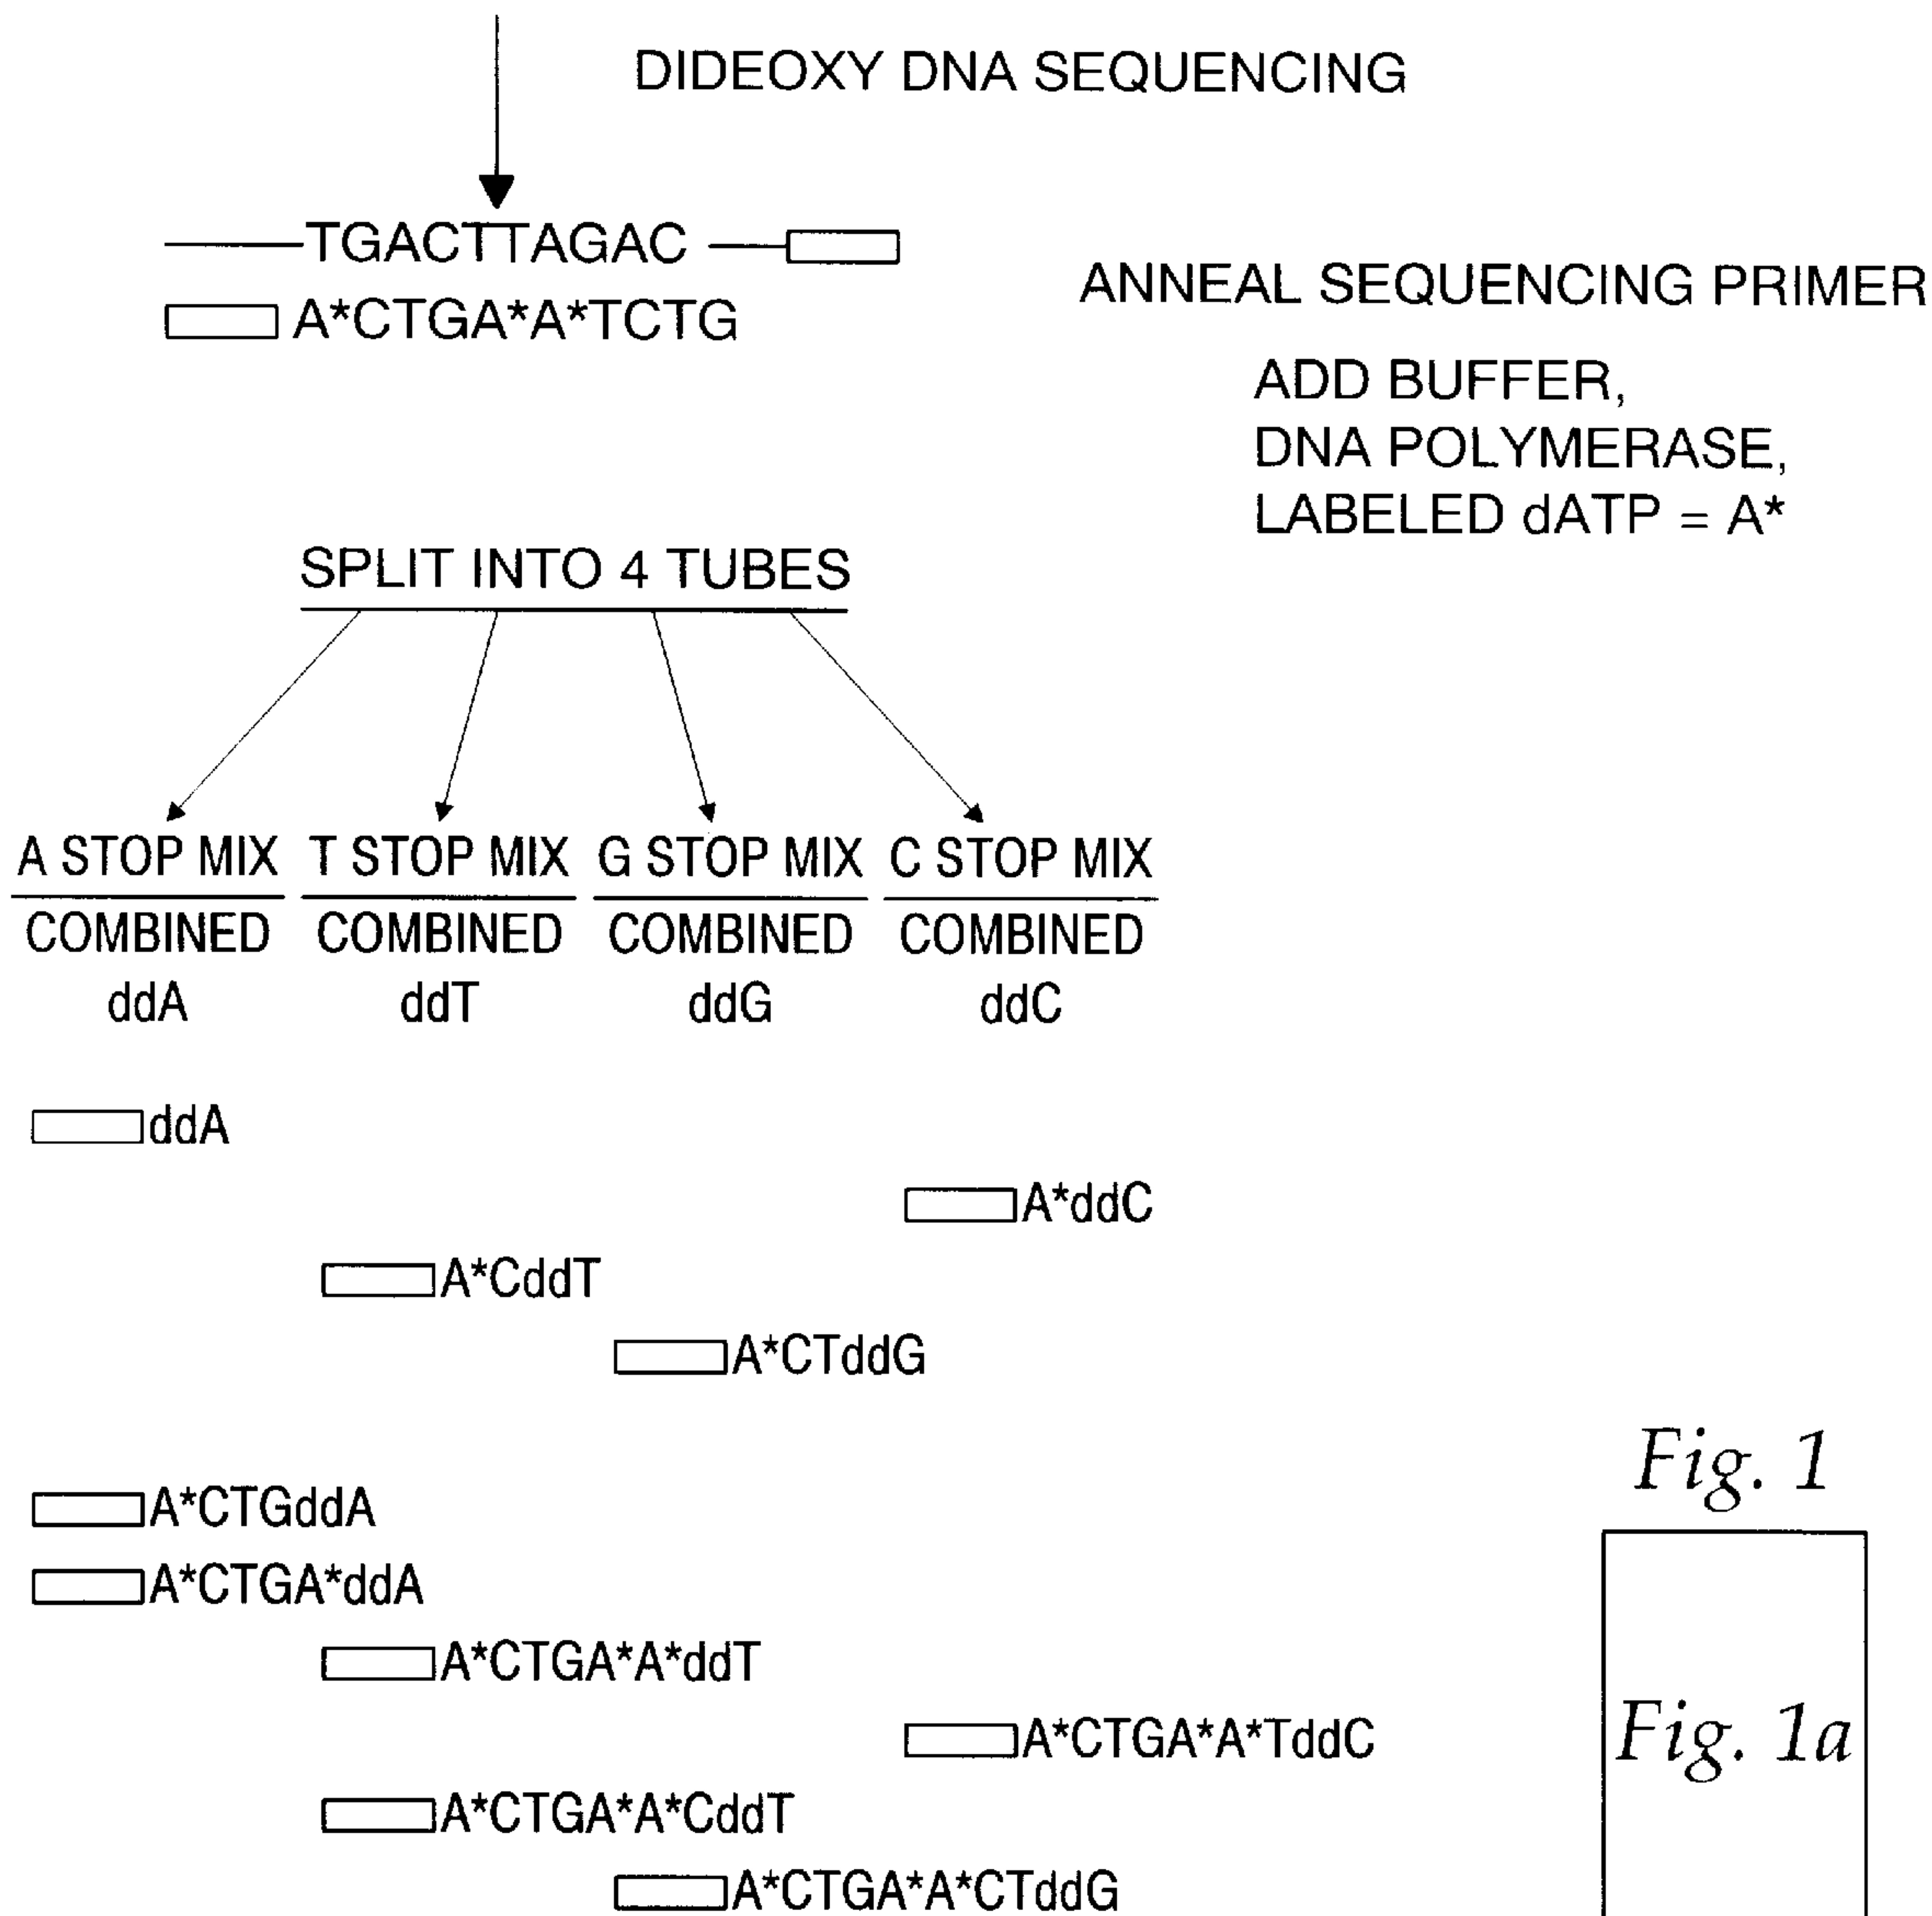 DIDEOXY DNA SEQUENCING
TGACTTAGAC
A*CTGA*A*TCTG
ANNEAL SEQUENCING PRIMER
ADD BUFFER,
DNA POLYMERASE,
LABELED dATP = A*
SPLIT INTO 4 TUBES
A STOP MIX T STOP MIX G STOP MIX C STOP MIX
COMBINED COMBINED COMBINED COMBINED
ddA ddT ddG ddC
ddA
A*ddC
A*CddT
A*CTddG
A*CTGddA
A*CTGA*ddA
A*CTGA*A*ddT
A*CTGA*A*TddC
A*CTGA*A*CddT
A*CTGA*A*CTddG
Fig. 1
Fig. 1a